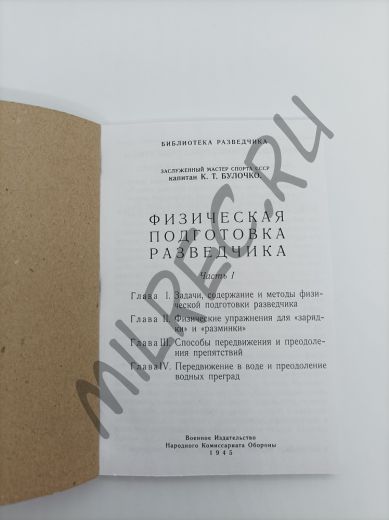 БИБЛИОТЕКА РАЗВЕДЧИКА
ЗАСЛУЖЕННЫЙ МАСТЕР СПОРТА СССР
капитан К. Т. БУЛОЧКО.
ФИЗИЧЕСКАЯ
ПОДГОТОВКА
РАЗВЕДЧИКА
Часть I
Глава I. Задачи, содержание и методы физи-
ческой подготовки разведчика
Глава II. Физические упражнения для «заряд-
ки» и «разминки»
Глава III. Способы передвижения и преодоле-
ния препятствий
Глава IV. Передвижение в воде и преодоление
водных преград
Военное Издательство
Народного Комиссариата Обороны
1945
MILREC.RU